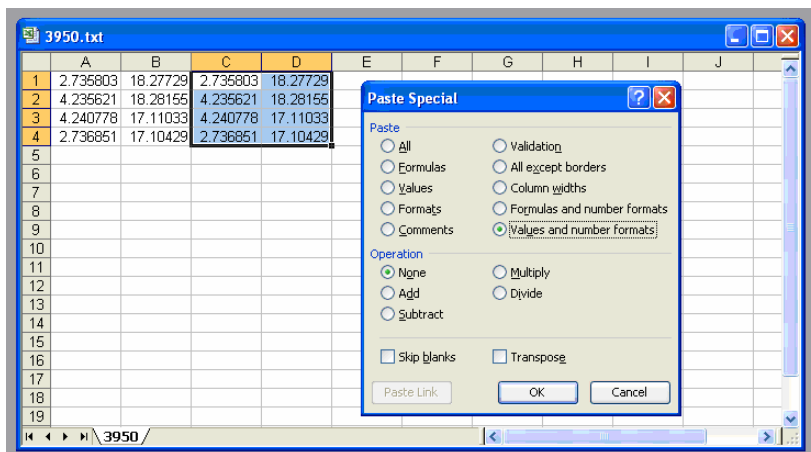 3950.txt
A B C D E F G H I J
1 2.735803 18.27729 2.735803 18.27729
2 4.235621 18.28155 4.235621 18.28155
3 4.240778 17.11033 4.240778 17.11033
4 2.736851 17.10429 2.736851 17.10429
5
6
7
8
9
10
11
12
13
14
15
16
17
18
19
3950
Paste Special
Paste
All Validation
Formulas All except borders
Values Column widths
Formats Formulas and number formats
Comments Values and number formats
Operation
None Multiply
Add Divide
Subtract
Skip blanks Transpose
Paste Link OK Cancel